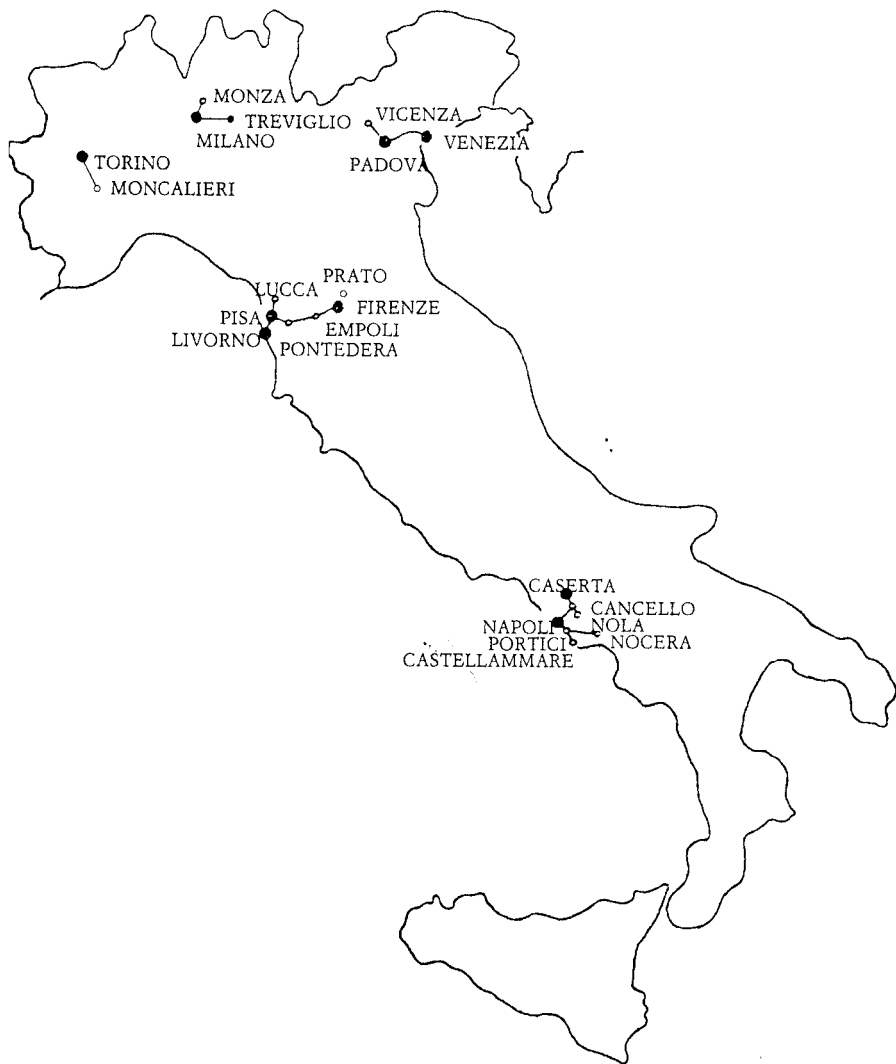 MONZA
VICENZA
TREVIGLIO
MILANO
VENEZIA
PADOVA
TORINO
MONCALIERI
PRATO
LUCCA
FIRENZE
PISA
EMPOLI
LIVORNO
PONTEDERA
CASERTA
CANCELLO
NAPOLI
NOLA
PORTICI
NOCERA
CASTELLAMMARE